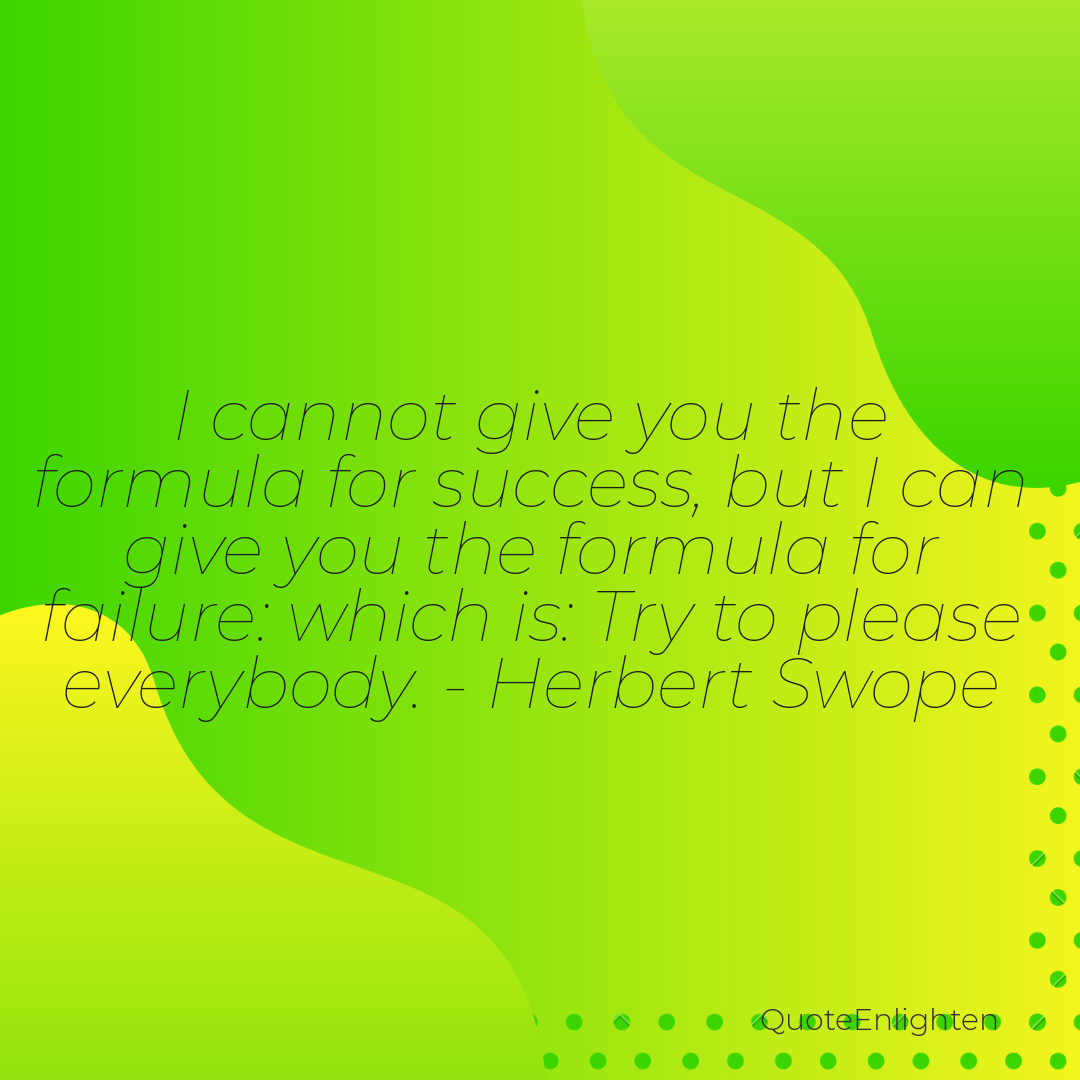 I cannot give you the
formula for success, but I can
give you the formula for
failure: which is: Try to please
everybody. - Herbert Swope
QuoteEnlighten